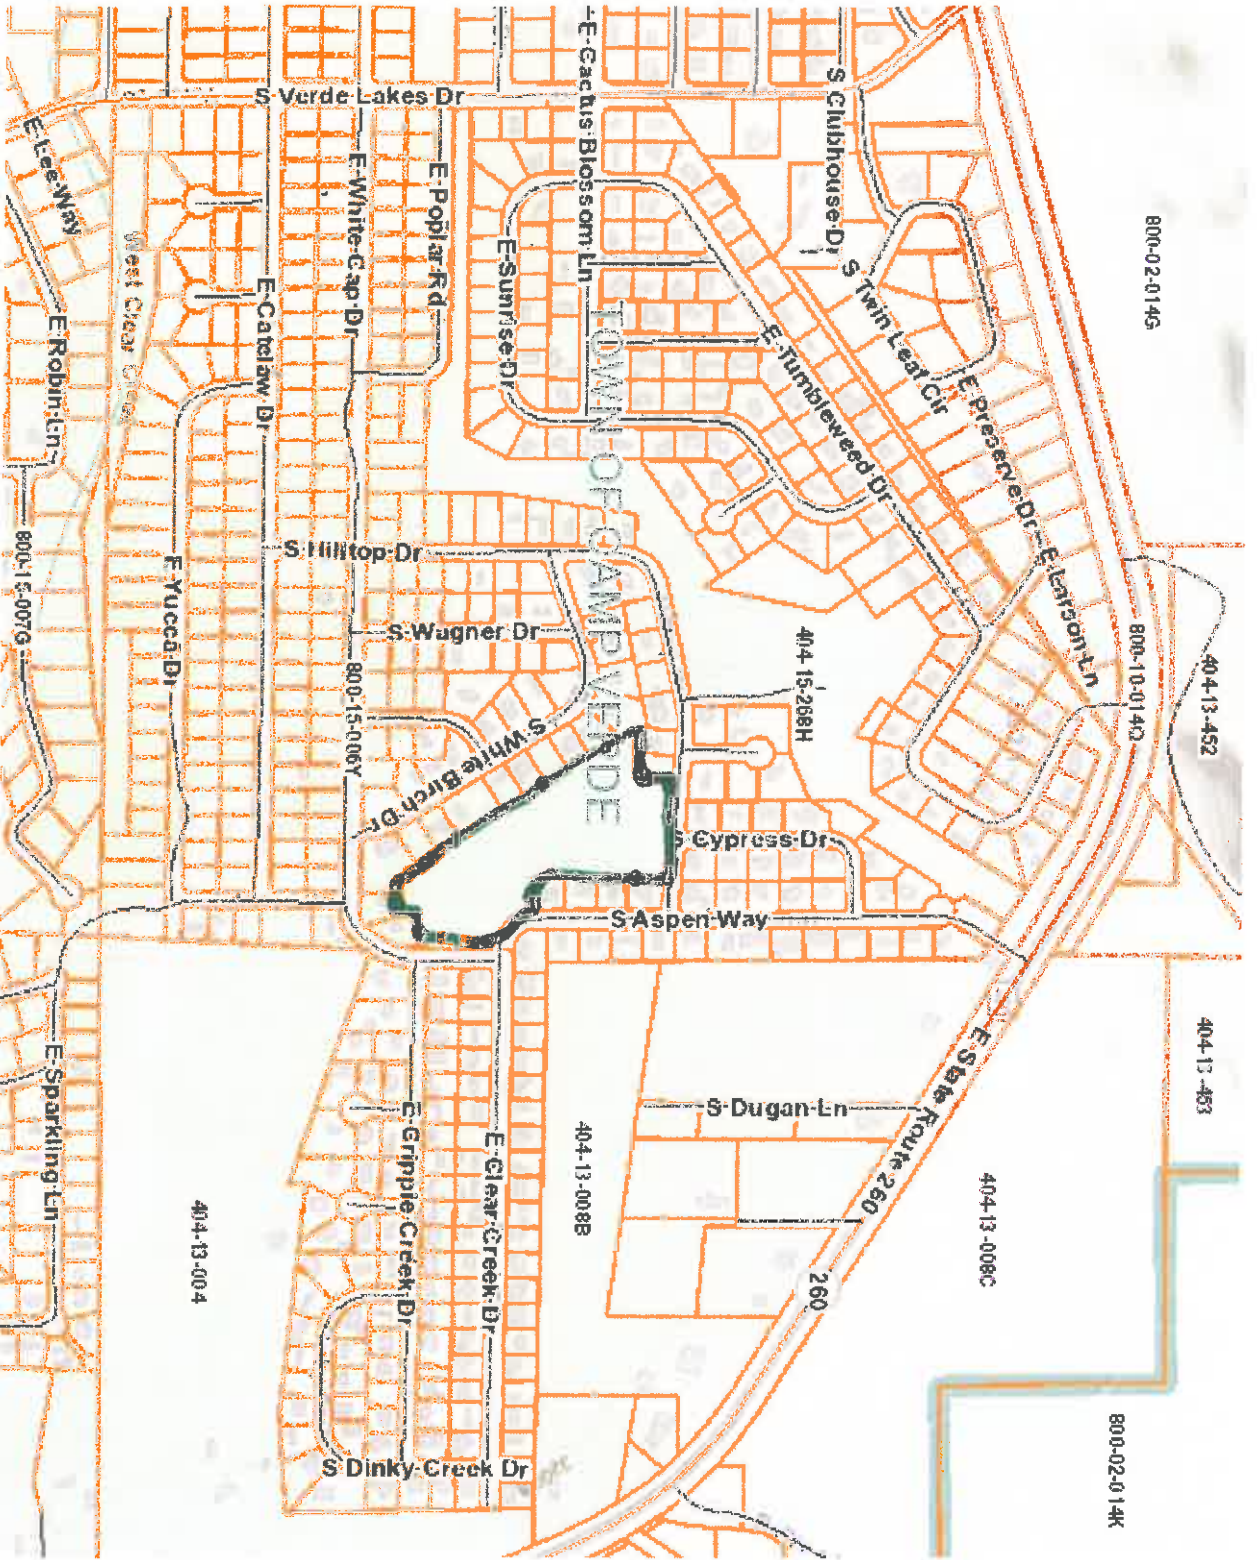 S Verde Lakes Dr
E Cactus Blossom Ln
S Clubhouse Dr
E Lee Way
E White Cap Dr
E Poplar Rd
800-02-014G
E Sunrise Dr
S Twin Leaf Cir
E Robin Ln
E Catclaw Dr
E Tumbleweed Dr
E Preserve Dr
TOWN OF CAMP VERDE
S Hilltop Dr
E Larson Ln
800-15-007G
E Yucca Dr
S Wagner Dr
404-15-268H
800-10-014Q
404-13-452
800-15-006Y
S White Birch Dr
S Cypress Dr
S Aspen Way
E State Route 260
404-13-453
E Sparkling Ln
S Dugan Ln
E Gripple Creek Dr
E Clear Creek Dr
404-13-008B
404-13-008C
404-13-004
260
S Dinky Creek Dr
800-02-014K